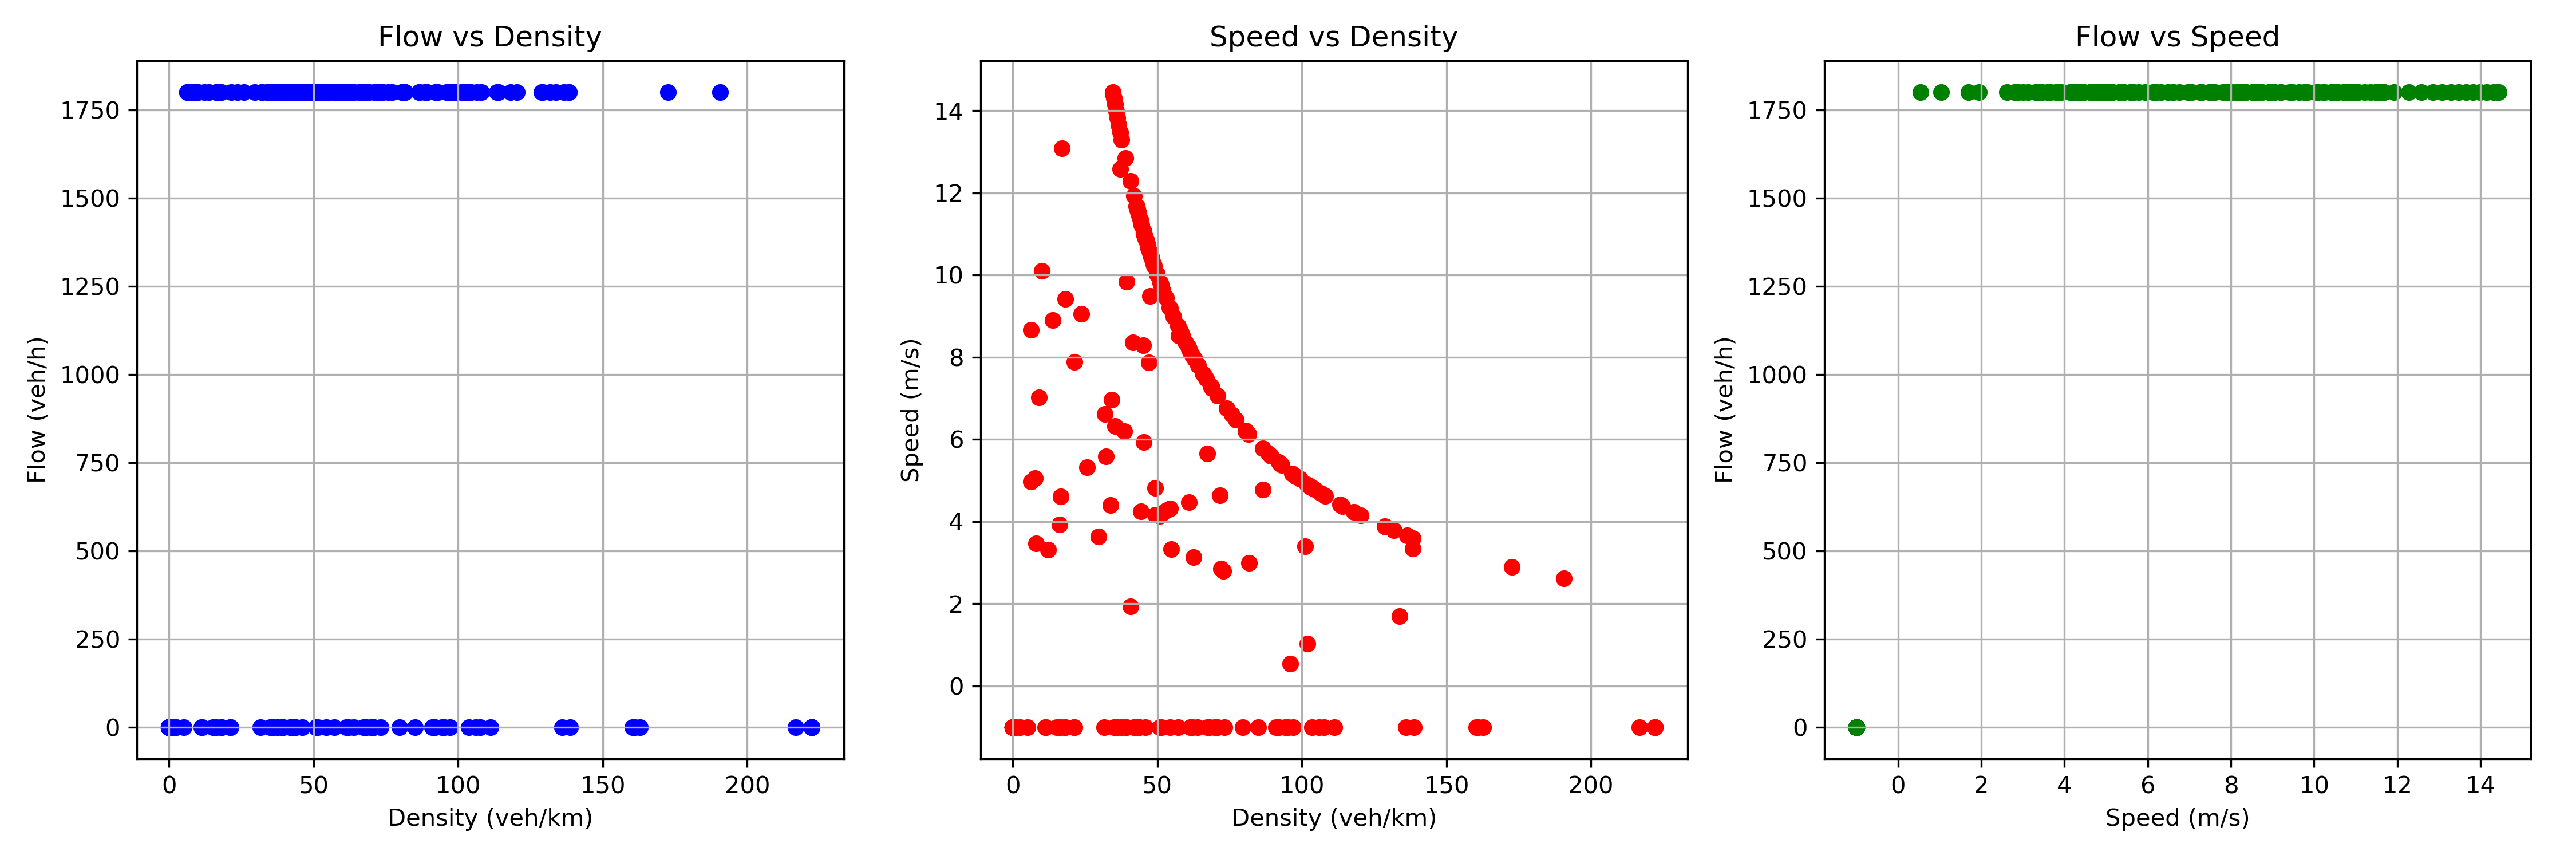 Flow vs Density
Flow (veh/h)
1750
1500
1250
1000
750
500
250
0
0 50 100 150 200
Density (veh/km)
Speed vs Density
Speed (m/s)
14
12
10
8
6
4
2
0
0 50 100 150 200
Density (veh/km)
Flow vs Speed
Flow (veh/h)
1750
1500
1250
1000
750
500
250
0
0 2 4 6 8 10 12 14
Speed (m/s)